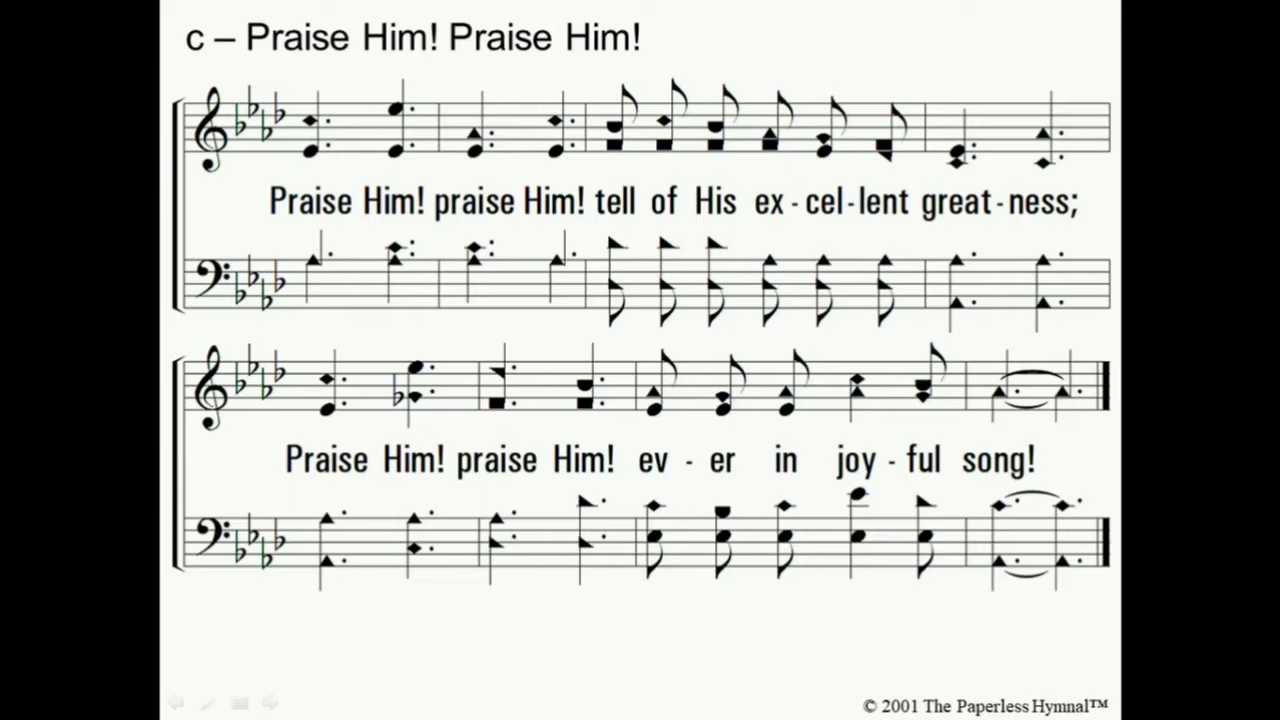 c – Praise Him! Praise Him!
Praise Him! praise Him! tell of His ex - cel - lent great - ness;
Praise Him! praise Him! ev - er in joy - ful song!
© 2001 The Paperless Hymnal™